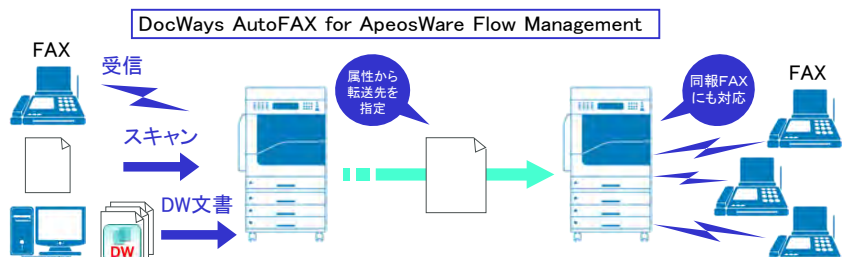 DocWays AutoFAX for ApeosWare Flow Management
FAX
受信
属性から
転送先を
指定
同報FAX
にも対応
FAX
スキャン
DW文書
DW